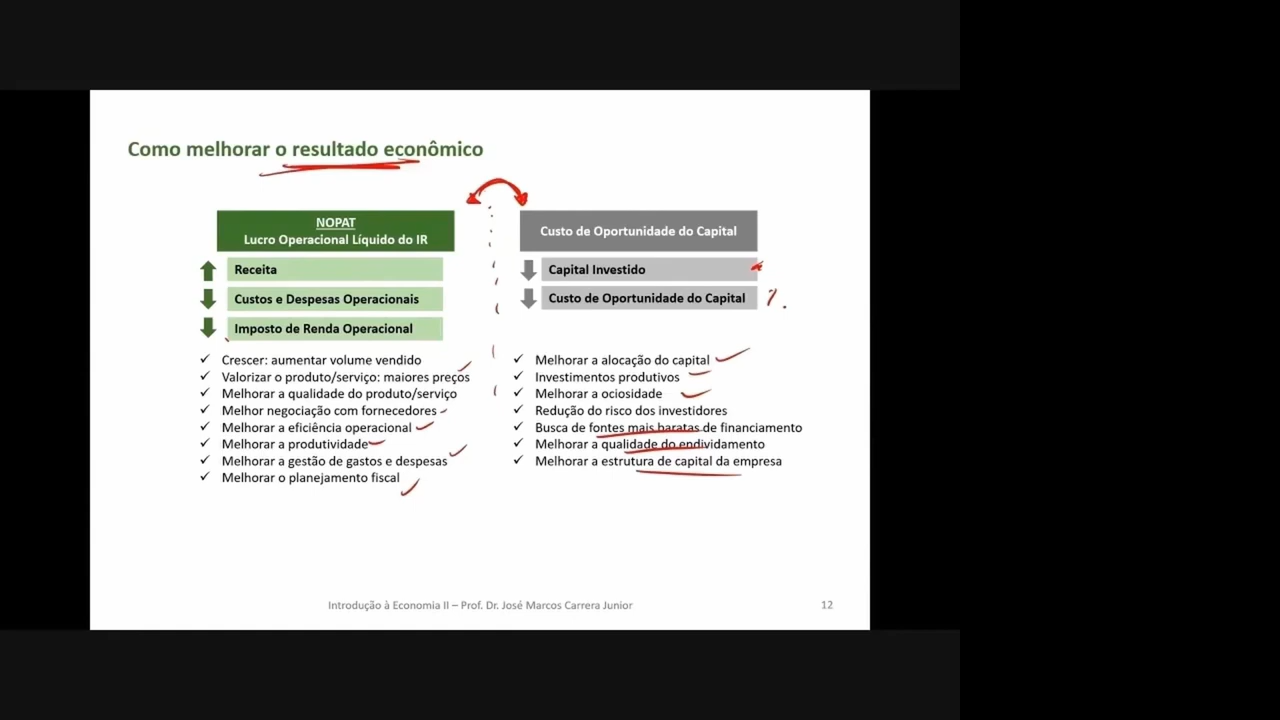 Como melhorar o resultado econômico
NOPAT
Lucro Operacional Líquido do IR
Receita
Custos e Despesas Operacionais
Imposto de Renda Operacional
Crescer: aumentar volume vendido
Valorizar o produto/serviço: maiores preços
Melhorar a qualidade do produto/serviço
Melhor negociação com fornecedores
Melhorar a eficiência operacional
Melhorar a produtividade
Melhorar a gestão de gastos e despesas
Melhorar o planejamento fiscal
Custo de Oportunidade do Capital
Capital Investido
Custo de Oportunidade do Capital %
Melhorar a alocação do capital
Investimentos produtivos
Melhorar a ociosidade
Redução do risco dos investidores
Busca de fontes mais baratas de financiamento
Melhorar a qualidade do endividamento
Melhorar a estrutura de capital da empresa
Introdução à Economia II – Prof. Dr. José Marcos Carrera Junior
12